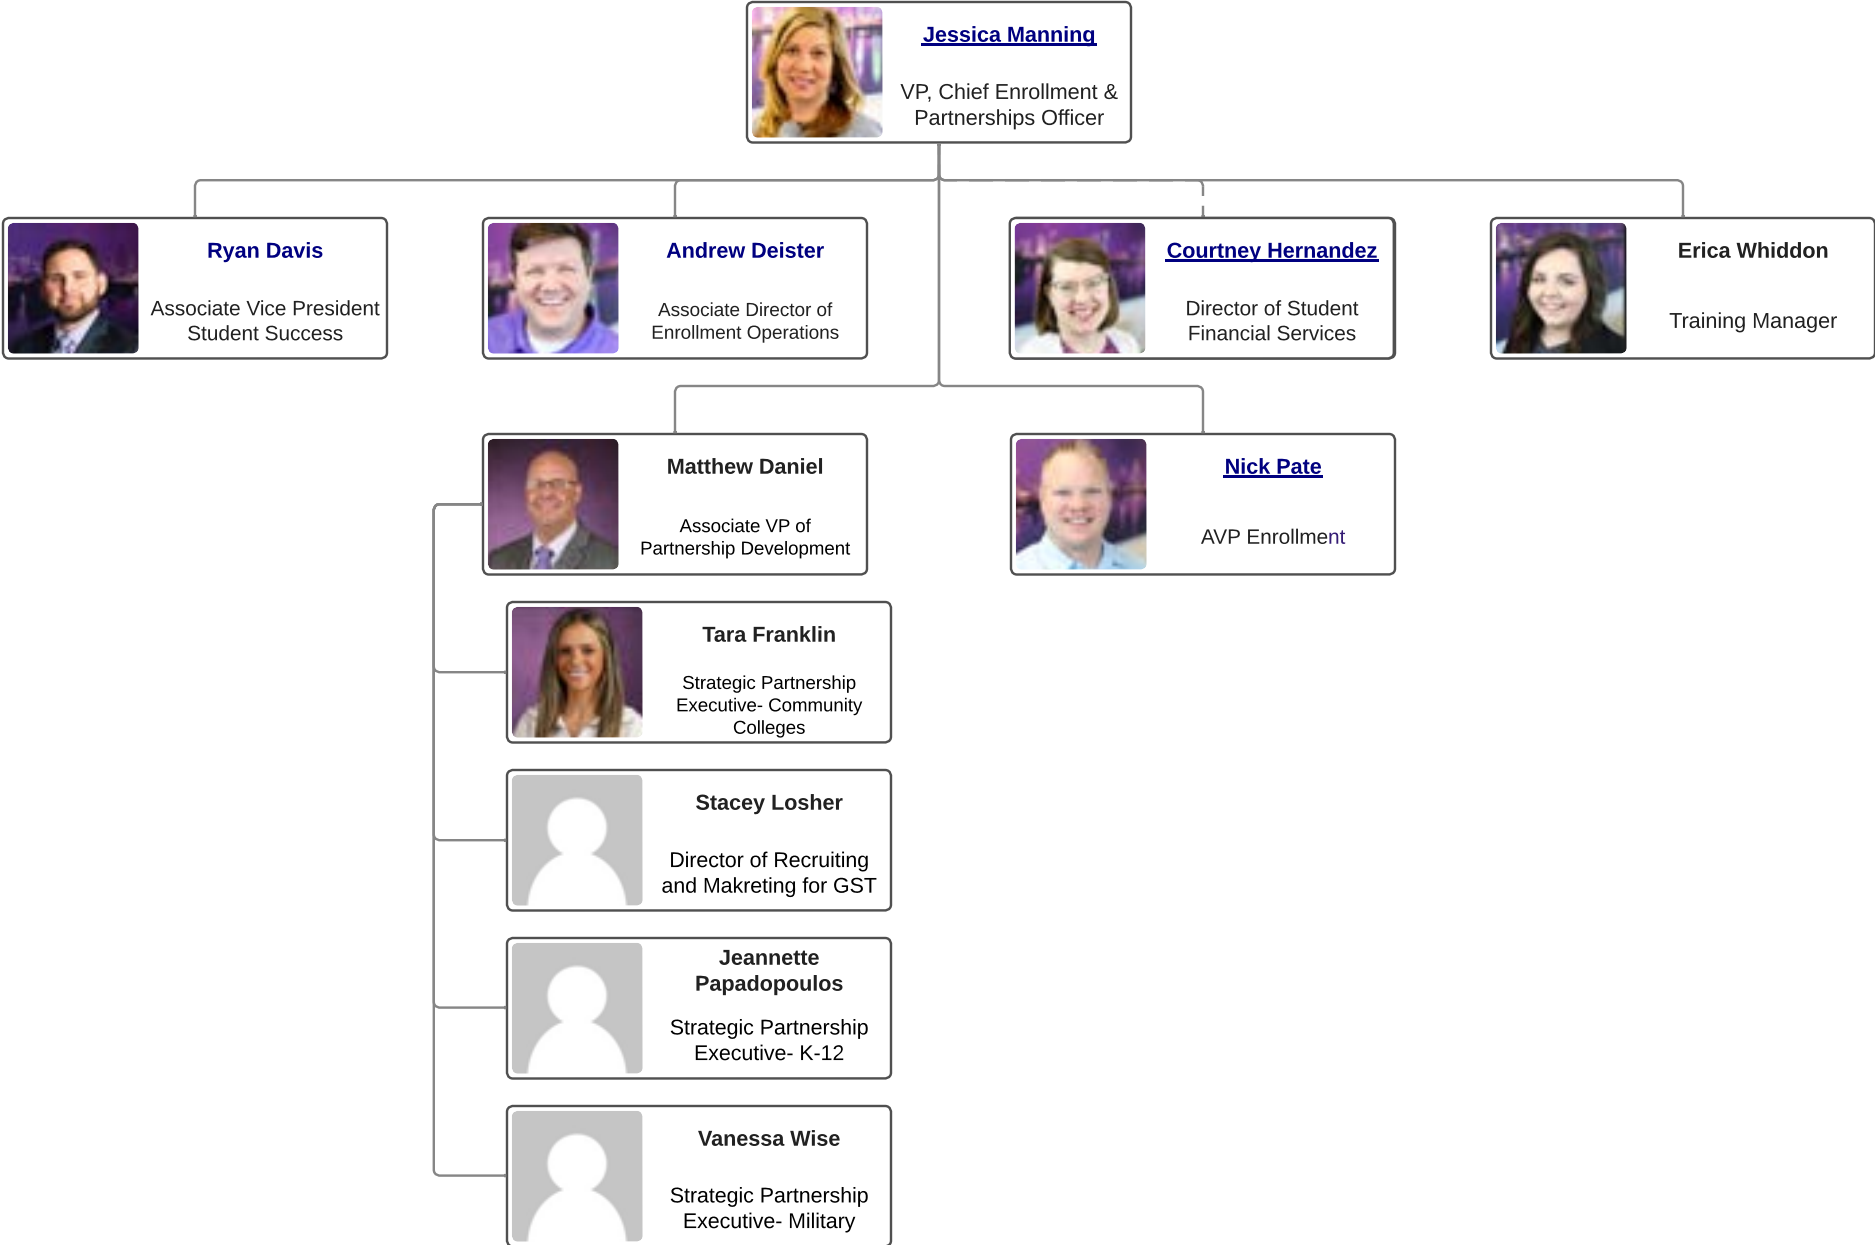 Jessica Manning
VP, Chief Enrollment &
Partnerships Officer
Ryan Davis
Associate Vice President
Student Success
Andrew Deister
Associate Director of
Enrollment Operations
Courtney Hernandez
Director of Student
Financial Services
Erica Whiddon
Training Manager
Matthew Daniel
Associate VP of
Partnership Development
Nick Pate
AVP Enrollment
Tara Franklin
Strategic Partnership
Executive- Community
Colleges
Stacey Losher
Director of Recruiting
and Makreting for GST
Jeannette
Papadopoulos
Strategic Partnership
Executive- K-12
Vanessa Wise
Strategic Partnership
Executive- Military